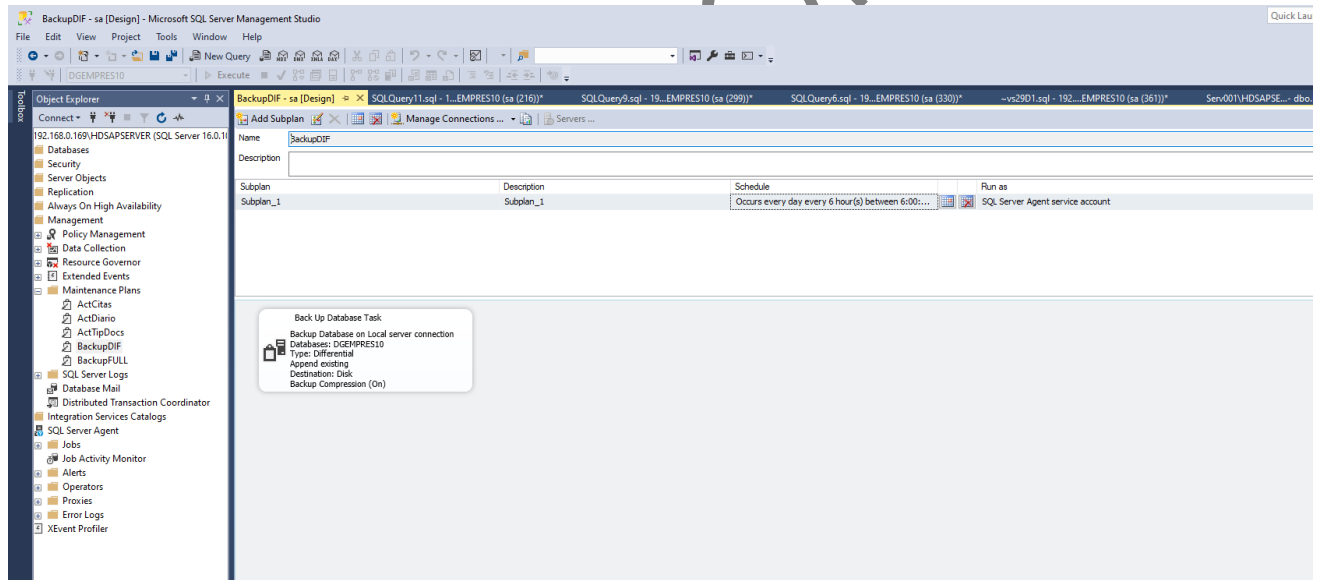 BackupDIF - sa [Design] - Microsoft SQL Server Management Studio
Quick Lau
File Edit View Project Tools Window Help
New Query
DGEMPRES10
Execute
Toolbox
Object Explorer
BackupDIF - sa [Design]
SQLQuery11.sql - 1...EMPRES10 (sa (216))*
SQLQuery9.sql - 19...EMPRES10 (sa (299))*
SQLQuery6.sql - 19...EMPRES10 (sa (330))*
~vs29D1.sql - 192....EMPRES10 (sa (361))*
Serv001\HDSAPSE...- dbo.
Connect
Add Subplan
Manage Connections ...
Servers ...
192.168.0.169\HDSAPSERVER (SQL Server 16.0.1
Databases
Security
Server Objects
Replication
Always On High Availability
Management
Policy Management
Data Collection
Resource Governor
Extended Events
Maintenance Plans
ActCitas
ActDiario
ActTipDocs
BackupDIF
BackupFULL
SQL Server Logs
Database Mail
Distributed Transaction Coordinator
Integration Services Catalogs
SQL Server Agent
Jobs
Job Activity Monitor
Alerts
Operators
Proxies
Error Logs
XEvent Profiler
Name BackupDIF
Description
Subplan Description Schedule Run as
Subplan_1 Subplan_1 Occurs every day every 6 hour(s) between 6:00:... SQL Server Agent service account
Back Up Database Task
Backup Database on Local server connection
Databases: DGEMPRES10
Type: Differential
Append existing
Destination: Disk
Backup Compression (On)